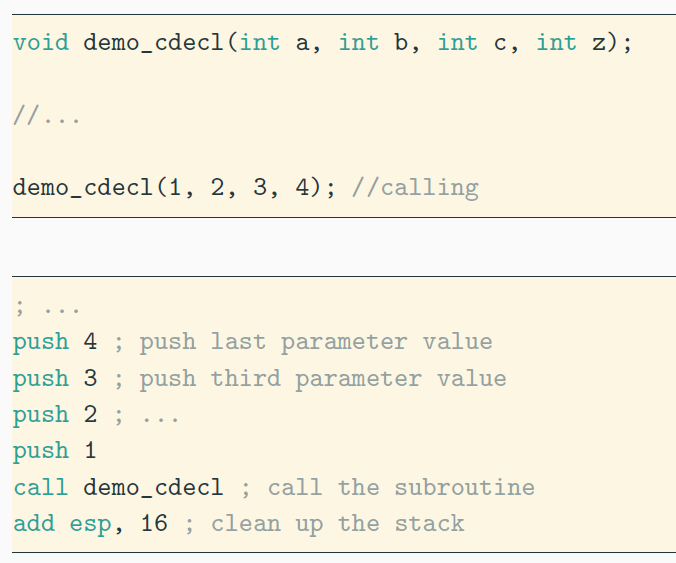 void demo_cdecl(int a, int b, int c, int z);
//...
demo_cdecl(1, 2, 3, 4); //calling
; ...
push 4 ; push last parameter value
push 3 ; push third parameter value
push 2 ; ...
push 1
call demo_cdecl ; call the subroutine
add esp, 16 ; clean up the stack